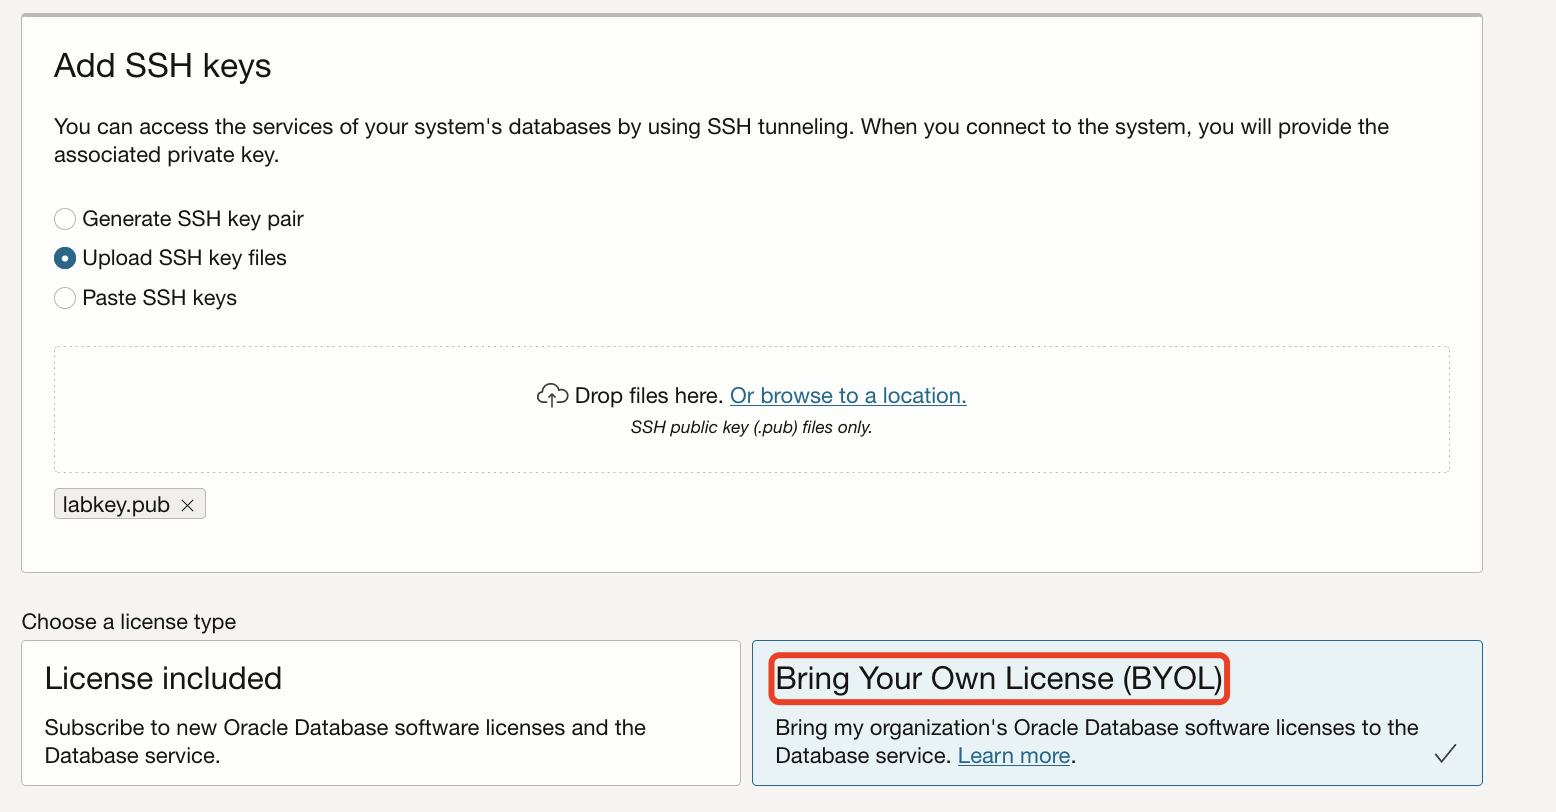 Add SSH keys
You can access the services of your system's databases by using SSH tunneling. When you connect to the system, you will provide the
associated private key.
Generate SSH key pair
Upload SSH key files
Paste SSH keys
Drop files here. Or browse to a location.
SSH public key (.pub) files only.
labkey.pub
Choose a license type
License included
Subscribe to new Oracle Database software licenses and the
Database service.
Bring Your Own License (BYOL)
Bring my organization's Oracle Database software licenses to the
Database service. Learn more.